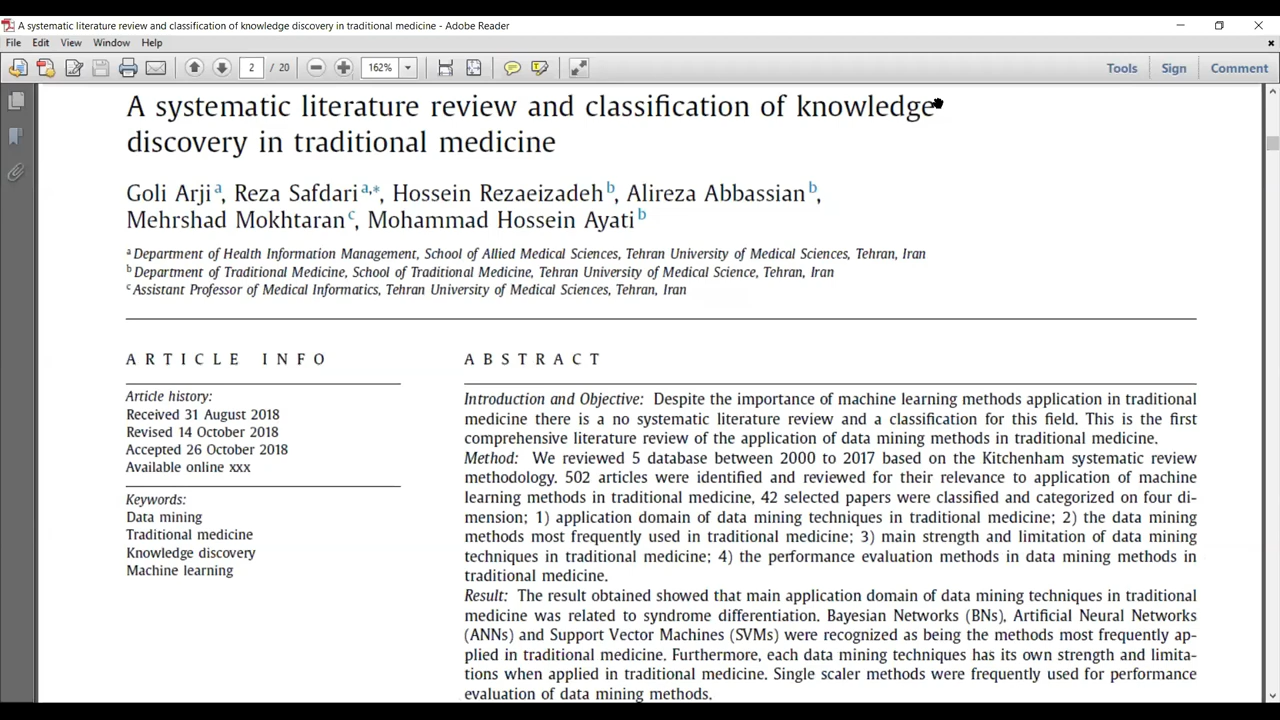 A systematic literature review and classification of knowledge discovery in traditional medicine - Adobe Reader
File Edit View Window Help
2 / 20 162% Tools Sign Comment
A systematic literature review and classification of knowledge
discovery in traditional medicine
Goli Arji a, Reza Safdari a,*, Hossein Rezaeizadeh b, Alireza Abbassian b,
Mehrshad Mokhtaran c, Mohammad Hossein Ayati b
a Department of Health Information Management, School of Allied Medical Sciences, Tehran University of Medical Sciences, Tehran, Iran
b Department of Traditional Medicine, School of Traditional Medicine, Tehran University of Medical Science, Tehran, Iran
c Assistant Professor of Medical Informatics, Tehran University of Medical Sciences, Tehran, Iran
ARTICLE INFO
Article history:
Received 31 August 2018
Revised 14 October 2018
Accepted 26 October 2018
Available online xxx
Keywords:
Data mining
Traditional medicine
Knowledge discovery
Machine learning
ABSTRACT
Introduction and Objective: Despite the importance of machine learning methods application in traditional
medicine there is a no systematic literature review and a classification for this field. This is the first
comprehensive literature review of the application of data mining methods in traditional medicine.
Method: We reviewed 5 database between 2000 to 2017 based on the Kitchenham systematic review
methodology. 502 articles were identified and reviewed for their relevance to application of machine
learning methods in traditional medicine, 42 selected papers were classified and categorized on four di-
mension; 1) application domain of data mining techniques in traditional medicine; 2) the data mining
methods most frequently used in traditional medicine; 3) main strength and limitation of data mining
techniques in traditional medicine; 4) the performance evaluation methods in data mining methods in
traditional medicine.
Result: The result obtained showed that main application domain of data mining techniques in traditional
medicine was related to syndrome differentiation. Bayesian Networks (BNs), Artificial Neural Networks
(ANNs) and Support Vector Machines (SVMs) were recognized as being the methods most frequently ap-
plied in traditional medicine. Furthermore, each data mining techniques has its own strength and limita-
tions when applied in traditional medicine. Single scaler methods were frequently used for performance
evaluation of data mining methods.